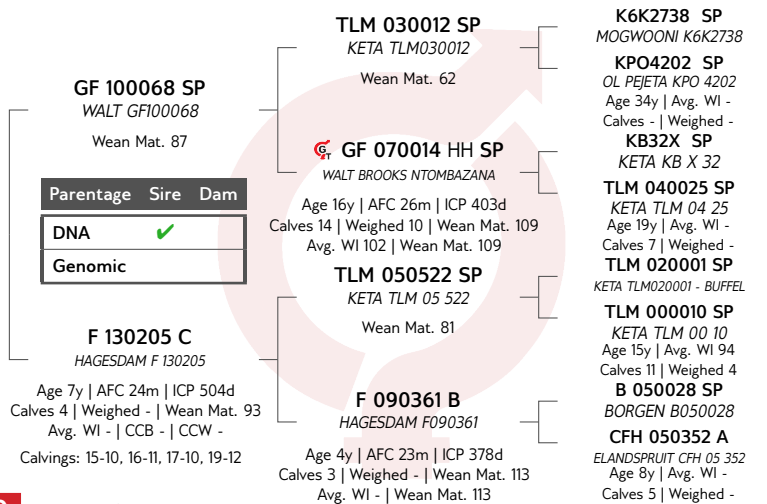 GF 100068 SP
WALT GF100068
Wean Mat. 87
Parentage Sire Dam
DNA ✔
Genomic
F 130205 C
HAGESDAM F 130205
Age 7y | AFC 24m | ICP 504d
Calves 4 | Weighed - | Wean Mat. 93
Avg. WI - | CCB - | CCW -
Calvings: 15-10, 16-11, 17-10, 19-12
TLM 030012 SP
KETA TLM030012
Wean Mat. 62
GF 070014 HH SP
WALT BROOKS NTOMBAZANA
Age 16y | AFC 26m | ICP 403d
Calves 14 | Weighed 10 | Wean Mat. 109
Avg. WI 102 | Wean Mat. 109
TLM 050522 SP
KETA TLM 05 522
Wean Mat. 81
F 090361 B
HAGESDAM F090361
Age 4y | AFC 23m | ICP 378d
Calves 3 | Weighed - | Wean Mat. 113
Avg. WI - | Wean Mat. 113
K6K2738 SP
MOGWOONI K6K2738
KPO4202 SP
OL PEJETA KPO 4202
Age 34y | Avg. WI -
Calves - | Weighed -
KB32X SP
KETA KB X 32
TLM 040025 SP
KETA TLM 04 25
Age 19y | Avg. WI -
Calves 7 | Weighed -
TLM 020001 SP
KETA TLM020001 - BUFFEL
TLM 000010 SP
KETA TLM 00 10
Age 15y | Avg. WI 94
Calves 11 | Weighed 4
B 050028 SP
BORGEN B050028
CFH 050352 A
ELANDSPRUIT CFH 05 352
Age 8y | Avg. WI -
Calves 5 | Weighed -